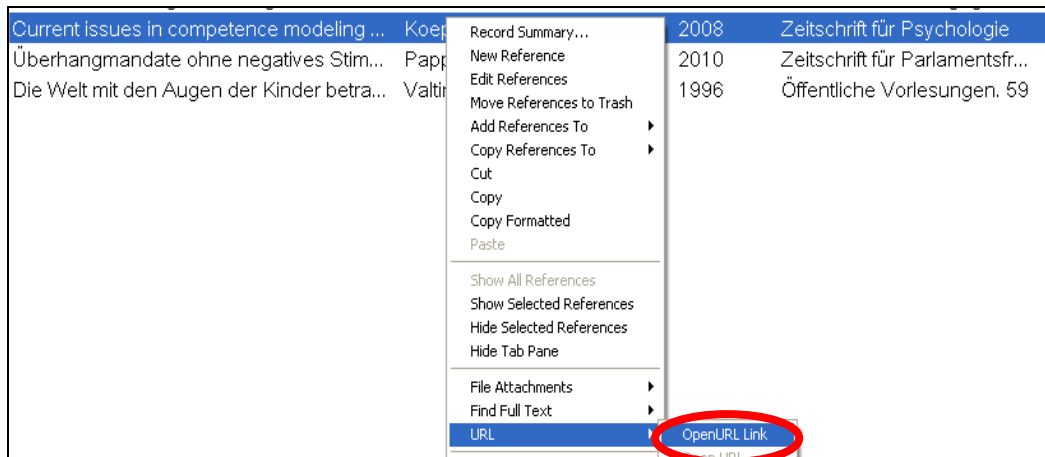 Current issues in competence modeling ... 2008 Zeitschrift für Psychologie
Überhangmandate ohne negatives Stim... 2010 Zeitschrift für Parlamentsfr...
Die Welt mit den Augen der Kinder betra... 1996 Öffentliche Vorlesungen. 59
Record Summary...
New Reference
Edit References
Move References to Trash
Add References To
Copy References To
Cut
Copy
Copy Formatted
Paste
Show All References
Show Selected References
Hide Selected References
Hide Tab Pane
File Attachments
Find Full Text
URL
OpenURL Link